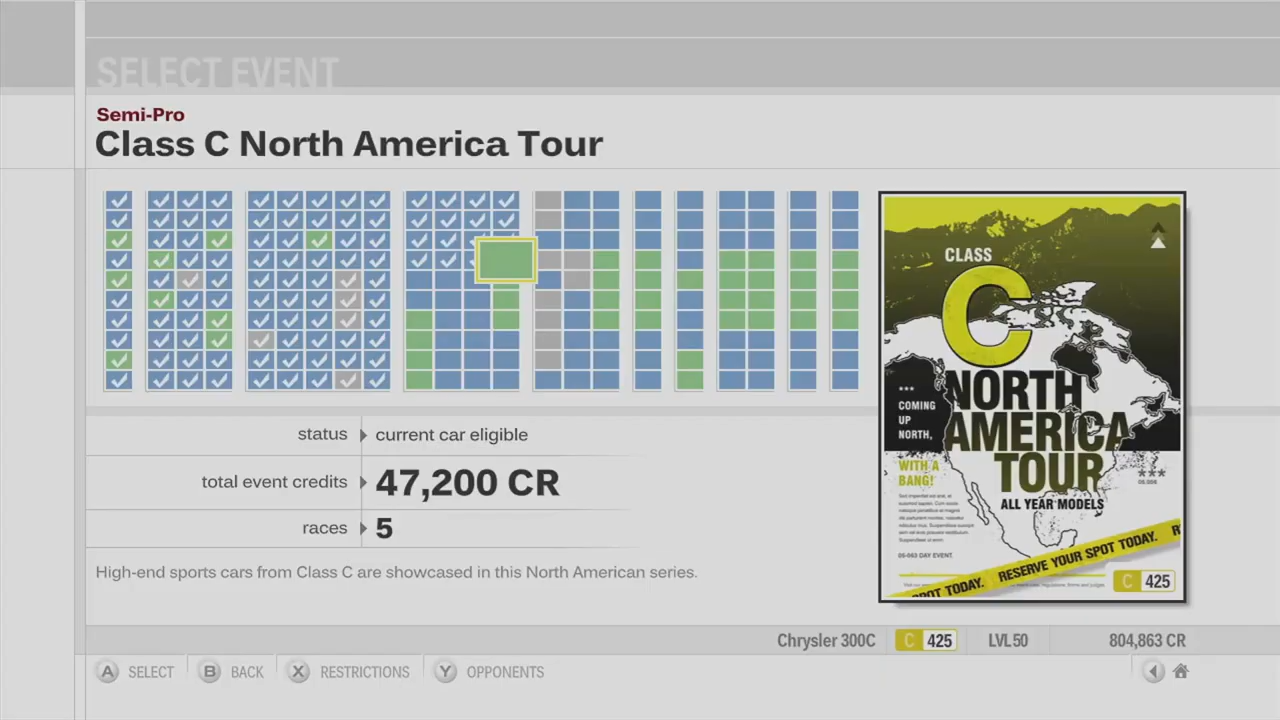 SELECT EVENT
Semi-Pro
Class C North America Tour
CLASS
C
NORTH
AMERICA
TOUR
ALL YEAR MODELS
***
COMING
UP
NORTH,
WITH A
BANG!
***
DAY EVENT
RESERVE YOUR SPOT TODAY.
SPOT TODAY.
C 425
status
current car eligible
total event credits
47,200 CR
races
5
High-end sports cars from Class C are showcased in this North American series.
Chrysler 300C
C 425
LVL50
804,863 CR
A SELECT
B BACK
X RESTRICTIONS
Y OPPONENTS